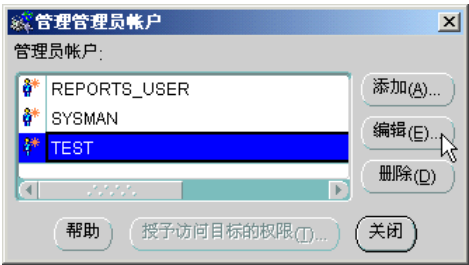 管理管理员帐户
管理员帐户:
REPORTS_USER
SYSMAN
TEST
添加(A)...
编辑(E)...
删除(D)
帮助
授予访问目标的权限(T)...
关闭